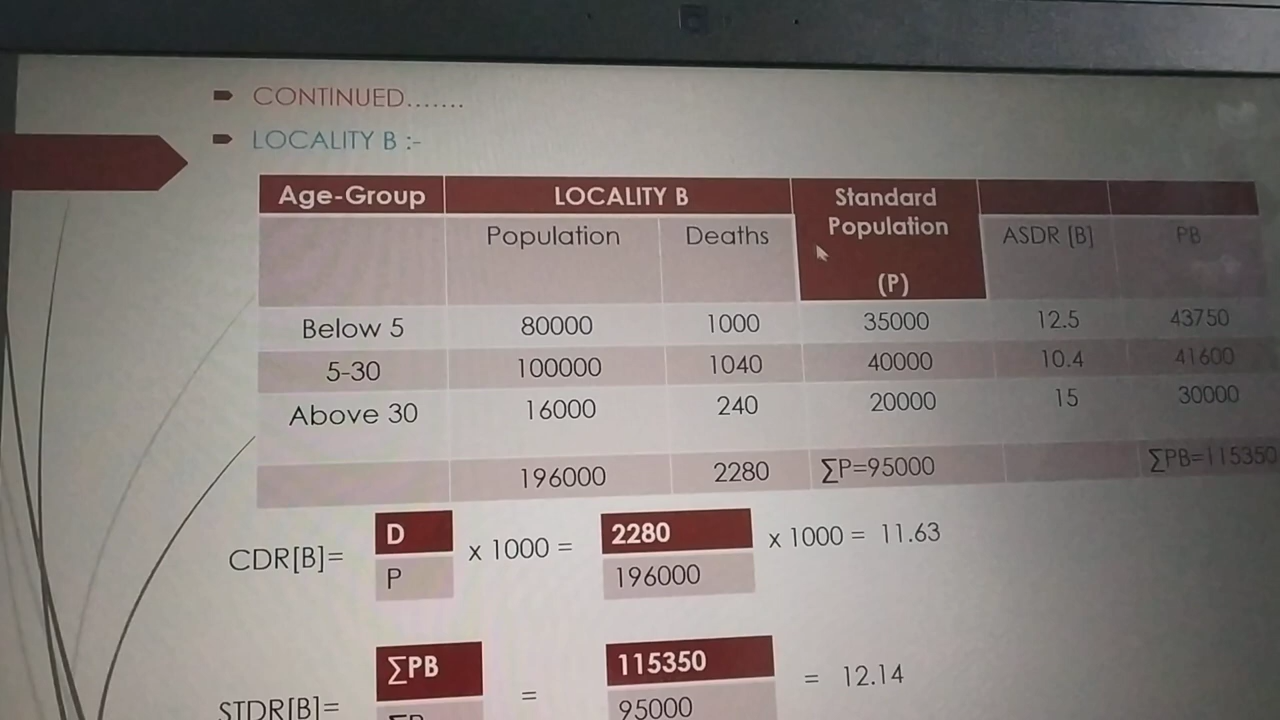 CONTINUED.......
LOCALITY B :-
Age-Group LOCALITY B Standard Population (P)
Population Deaths ASDR [B] PB
Below 5 80000 1000 35000 12.5 43750
5-30 100000 1040 40000 10.4 41600
Above 30 16000 240 20000 15 30000
196000 2280 ∑P=95000 ∑PB=115350
CDR[B]= D x 1000 = 2280 x 1000 = 11.63
P 196000
STDR[B]= ∑PB = 115350 = 12.14
∑P 95000